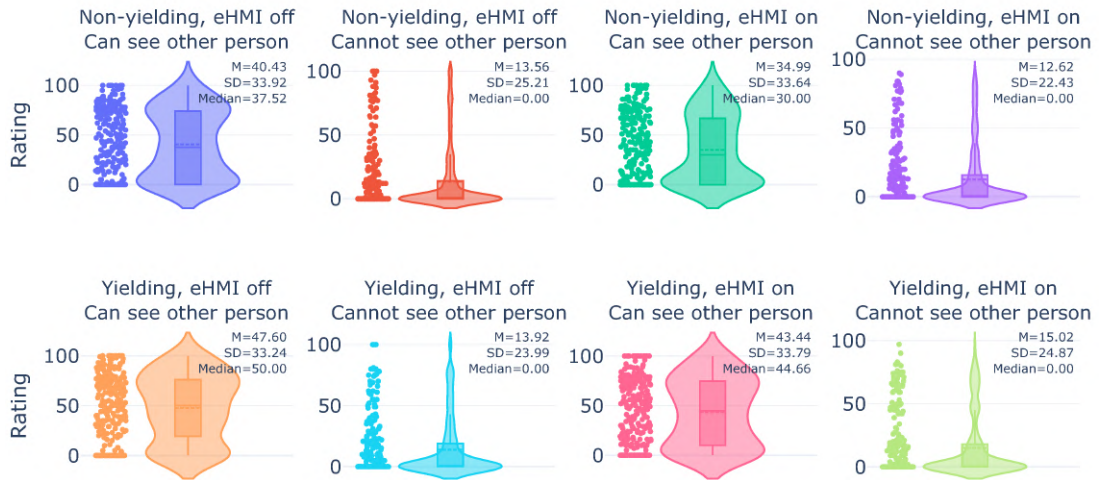 Non-yielding, eHMI off
Can see other person
M=40.43
SD=33.92
Median=37.52
100
50
0
Rating
Non-yielding, eHMI off
Cannot see other person
M=13.56
SD=25.21
Median=0.00
100
50
0
Non-yielding, eHMI on
Can see other person
M=34.99
SD=33.64
Median=30.00
100
50
0
Non-yielding, eHMI on
Cannot see other person
M=12.62
SD=22.43
Median=0.00
100
50
0
Yielding, eHMI off
Can see other person
M=47.60
SD=33.24
Median=50.00
100
50
0
Rating
Yielding, eHMI off
Cannot see other person
M=13.92
SD=23.99
Median=0.00
100
50
0
Yielding, eHMI on
Can see other person
M=43.44
SD=33.79
Median=44.66
100
50
0
Yielding, eHMI on
Cannot see other person
M=15.02
SD=24.87
Median=0.00
100
50
0